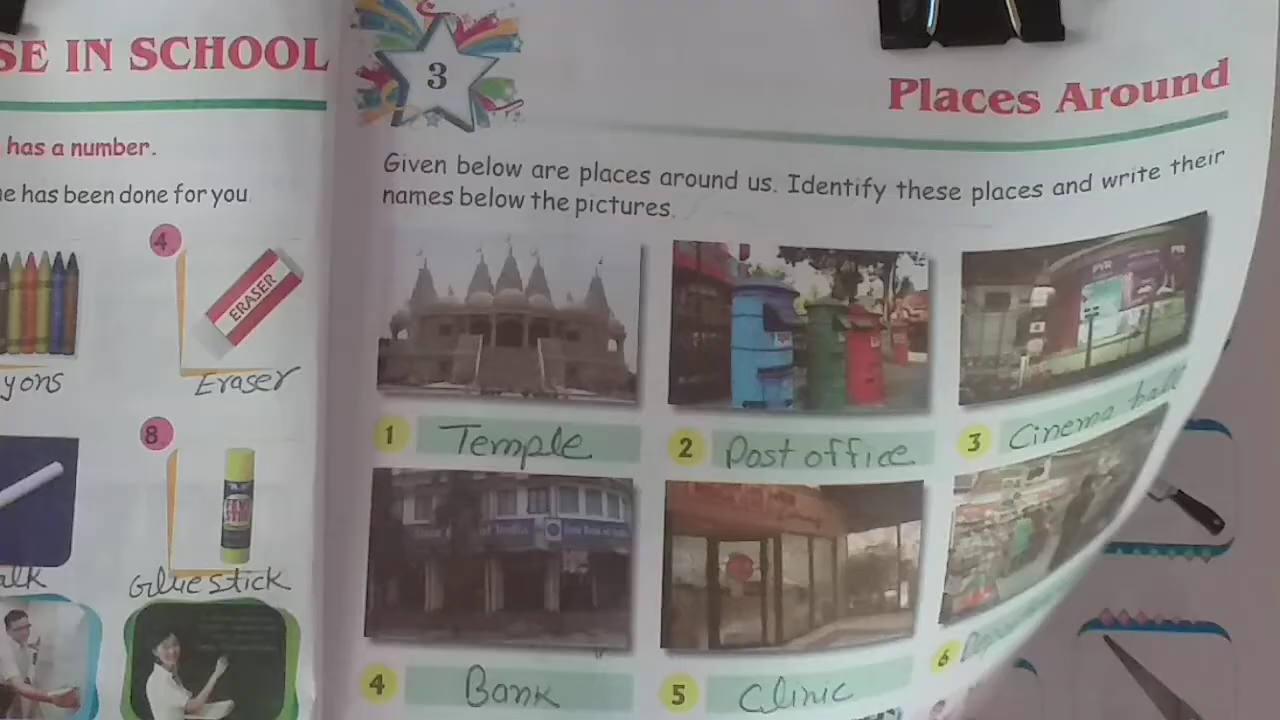 SE IN SCHOOL
has a number.
e has been done for you
4
ERASER
yons
Eraser
8
alk
Glue stick
3
Places Around
Given below are places around us. Identify these places and write their
names below the pictures.
PVR
1 Temple
2 Post office
3 Cinema hall
4 Bank
5 Clinic
6